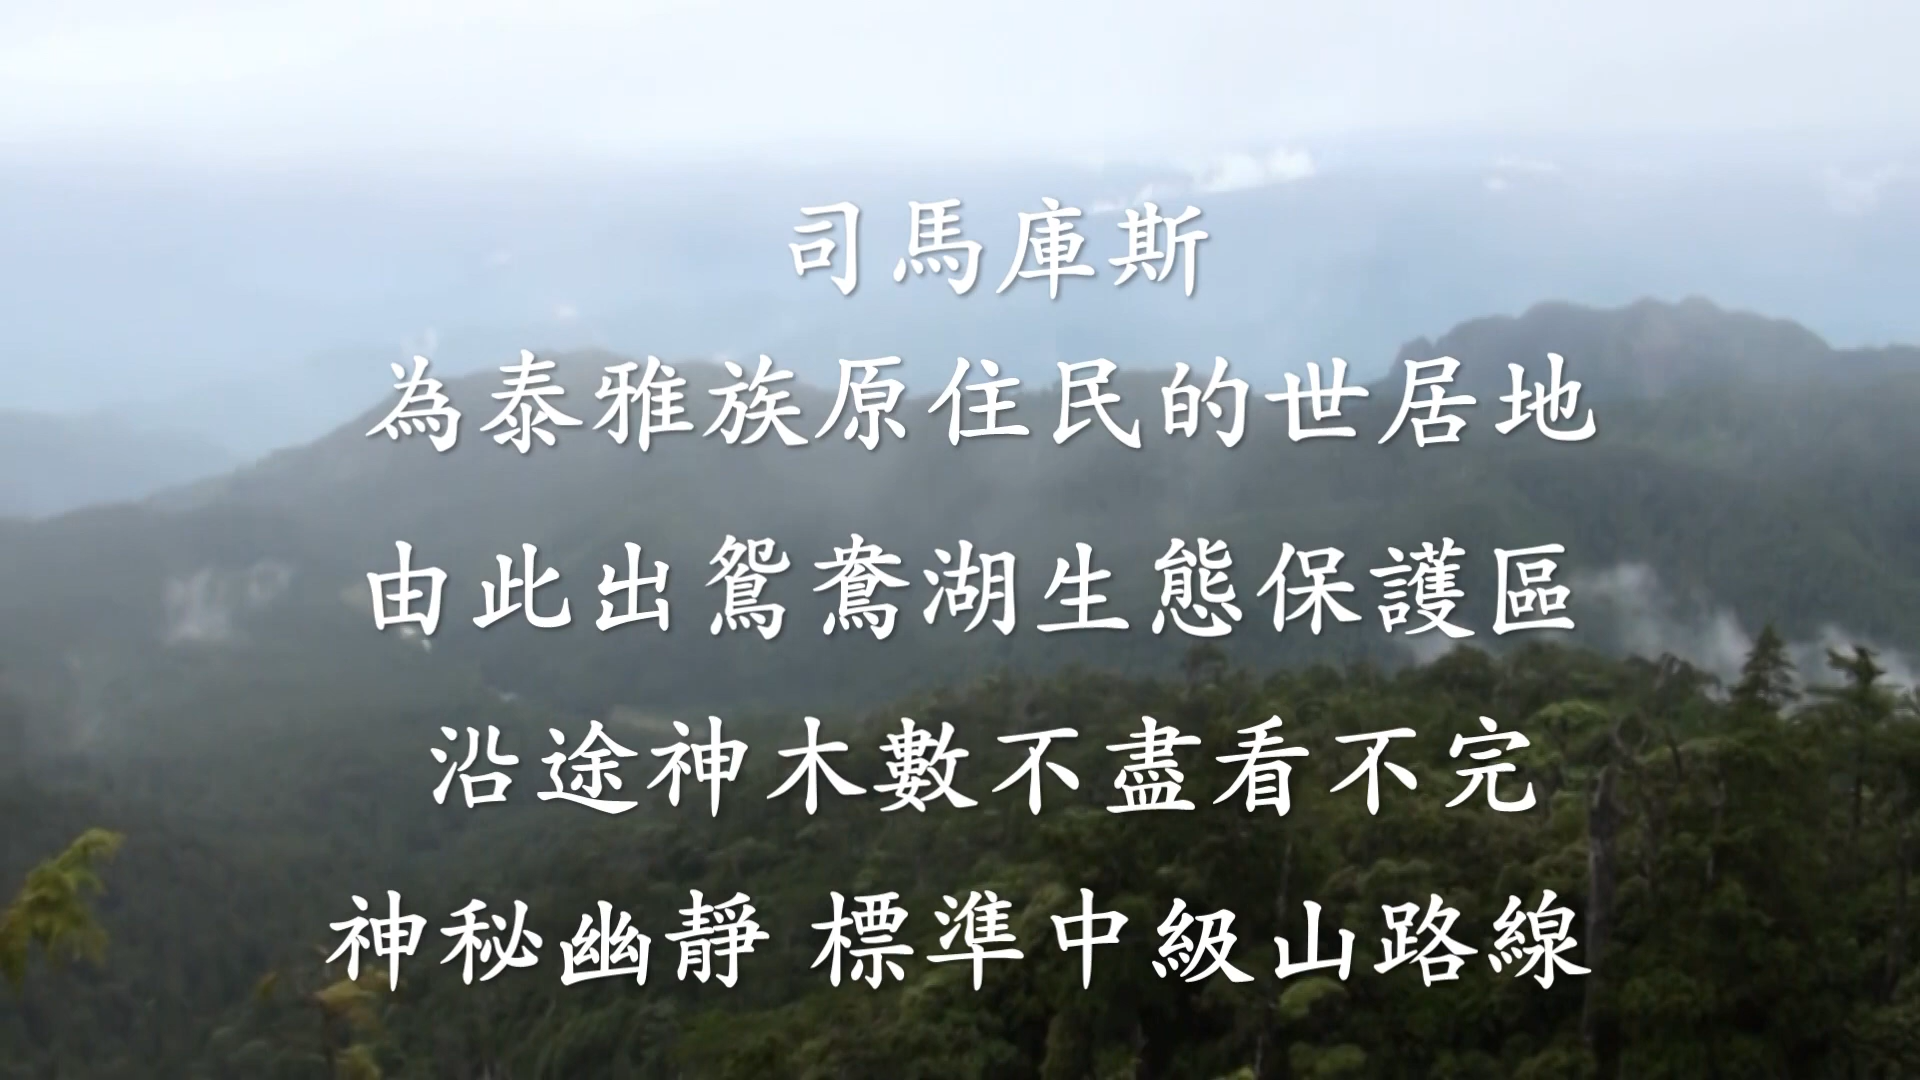 司馬庫斯
為泰雅族原住民的世居地
由此出鴛鴦湖生態保護區
沿途神木數不盡看不完
神秘幽靜 標準中級山路線